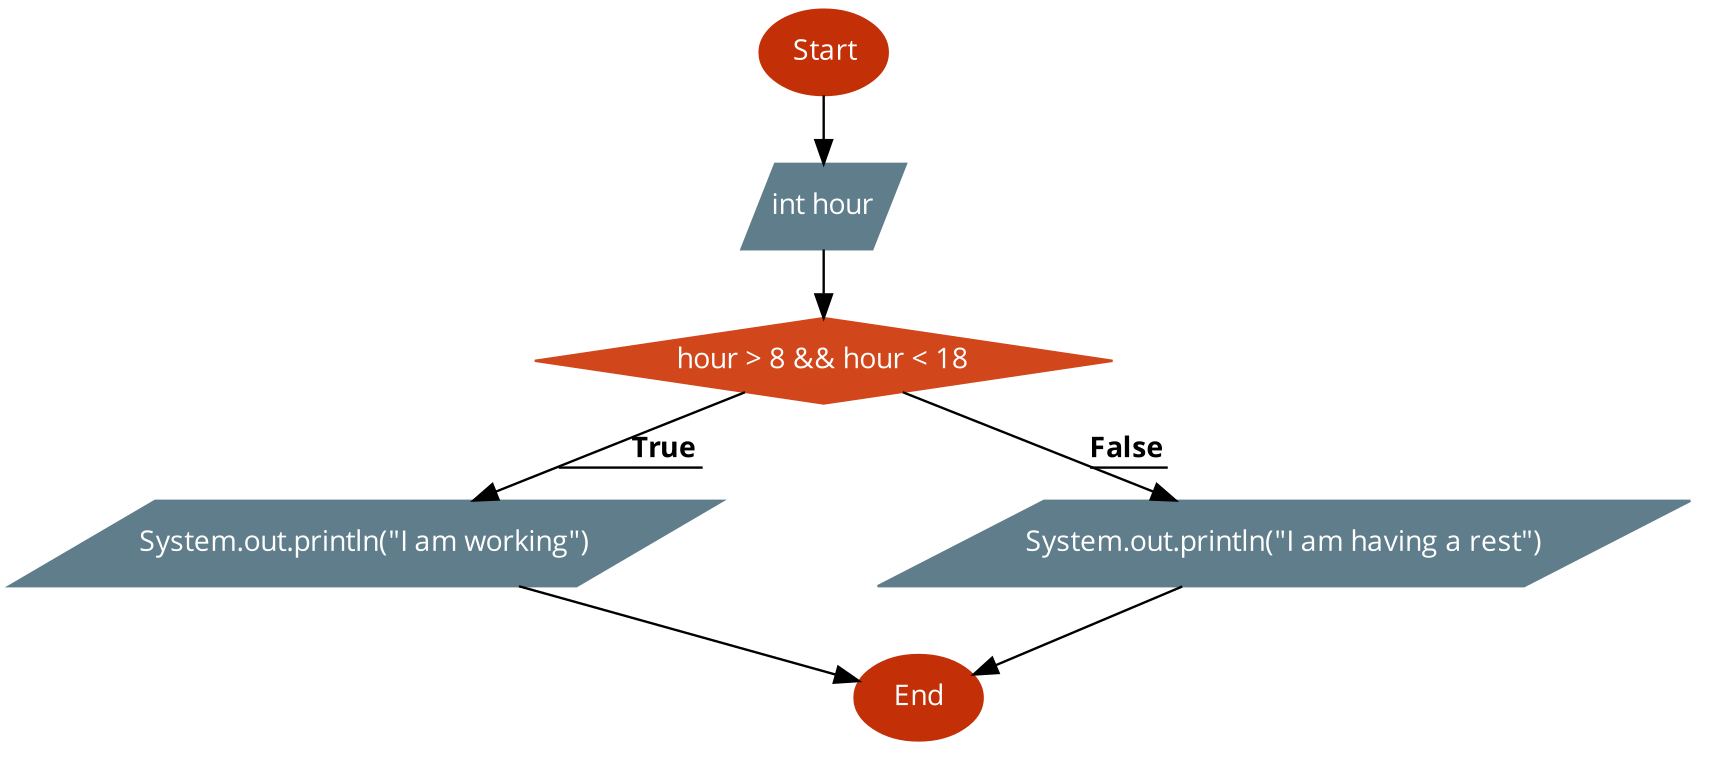 Start
int hour
hour > 8 && hour < 18
True
False
System.out.println("I am working")
System.out.println("I am having a rest")
End